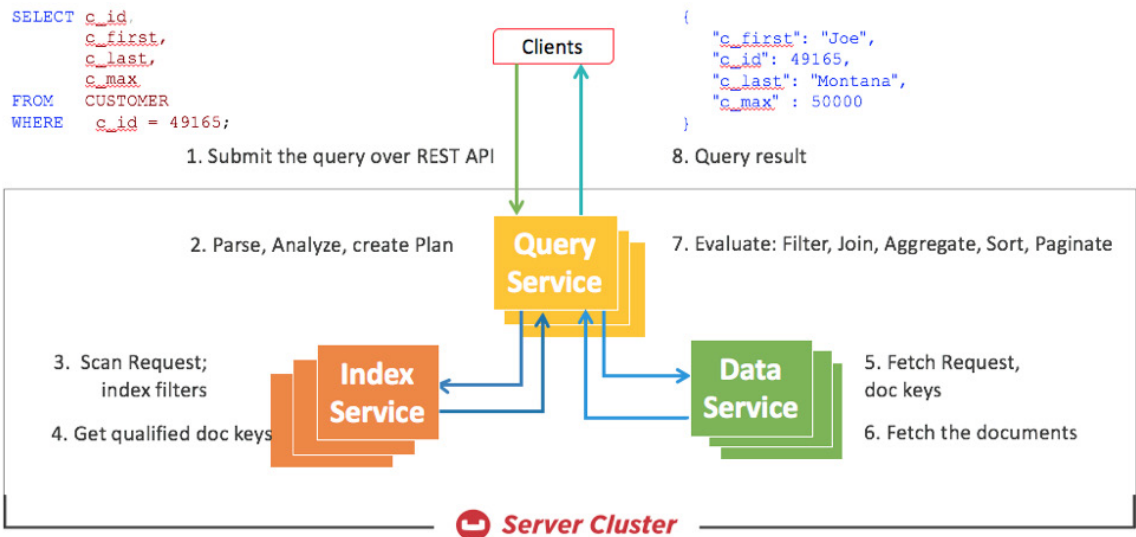 SELECT c_id,
c_first,
c_last,
c_max
FROM CUSTOMER
WHERE c_id = 49165;
Clients
{
"c_first": "Joe",
"c_id": 49165,
"c_last": "Montana",
"c_max" : 50000
}
1. Submit the query over REST API
8. Query result
2. Parse, Analyze, create Plan
Query
Service
7. Evaluate: Filter, Join, Aggregate, Sort, Paginate
3. Scan Request;
index filters
4. Get qualified doc keys
Index
Service
Data
Service
5. Fetch Request,
doc keys
6. Fetch the documents
Server Cluster